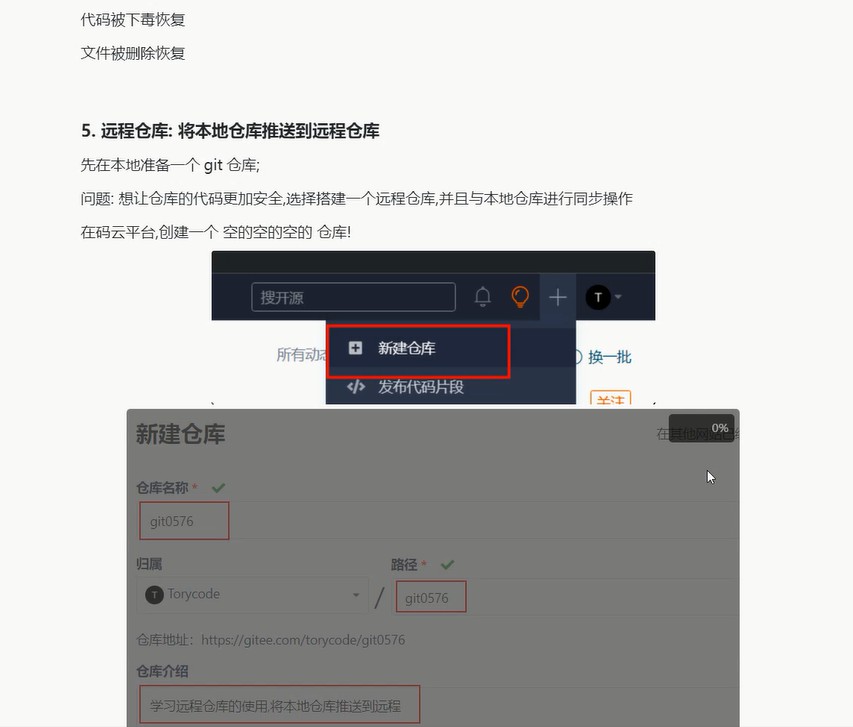 代码被下毒恢复
文件被删除恢复
5. 远程仓库: 将本地仓库推送到远程仓库
先在本地准备一个 git 仓库;
问题: 想让仓库的代码更加安全,选择搭建一个远程仓库,并且与本地仓库进行同步操作
在码云平台,创建一个 空的空的空的 仓库!
搜开源
T
所有动态
新建仓库
换一批
发布代码片段
关注
新建仓库
0%
仓库名称 *
git0576
归属
路径 *
T Torycode
/
git0576
仓库地址：https://gitee.com/torycode/git0576
仓库介绍
学习远程仓库的使用,将本地仓库推送到远程